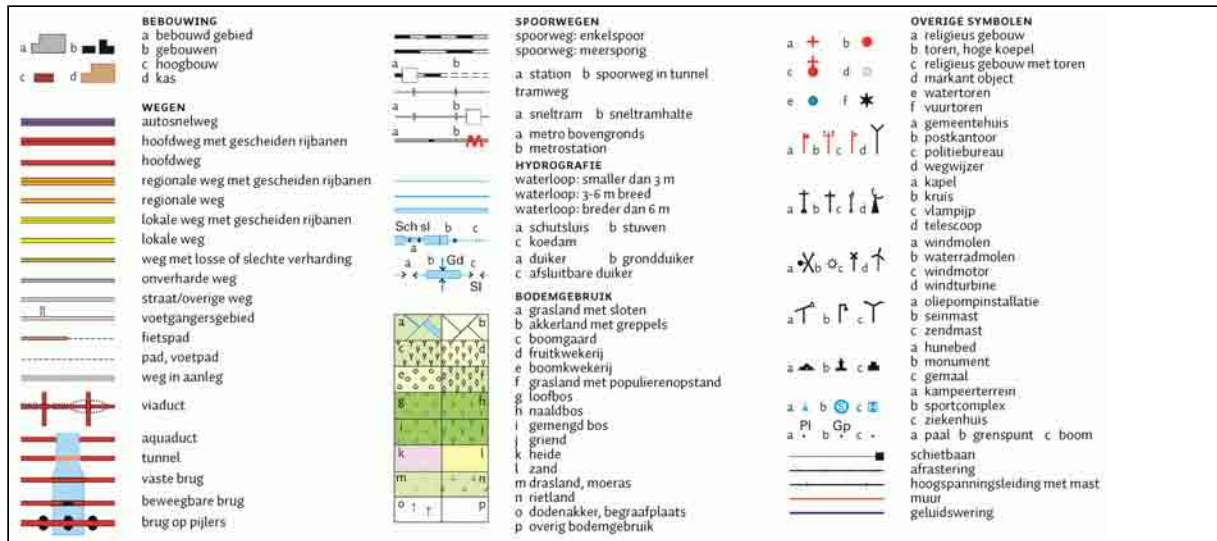 BEBOUWING
a bebouwd gebied
b gebouwen
c hoogbouw
d kas
a b
c d
WEGEN
autosnelweg
hoofdweg met gescheiden rijbanen
hoofdweg
regionale weg met gescheiden rijbanen
regionale weg
lokale weg met gescheiden rijbanen
lokale weg
weg met losse of slechte verharding
onverharde weg
straat/overige weg
voetgangersgebied
fietspad
pad, voetpad
weg in aanleg
viaduct
aquaduct
tunnel
vaste brug
beweegbare brug
brug op pijlers
SPOORWEGEN
spoorweg: enkelspoor
spoorweg: meersporig
a b
a station b spoorweg in tunnel
tramweg
a b
a sneltram b sneltramhalte
a b
a metro bovengronds
b metrostation
HYDROGRAFIE
waterloop: smaller dan 3 m
waterloop: 3-6 m breed
waterloop: breder dan 6 m
Sch sl b c
a
a schutsluis b stuwen
c koedam
a b Gd c
Sl
a duiker b grondduiker
c afsluitbare duiker
BODEMGEBRUIK
a grasland met sloten
b akkerland met greppels
c boomgaard
d fruitkwekerij
e boomkwekerij
f grasland met populierenopstand
g loofbos
h naaldbos
i gemengd bos
j griend
k heide
l zand
m drasland, moeras
n rietland
o dodenakker, begraafplaats
p overig bodemgebruik
a b
c d
e f
g h
i j
k l
m n
o p
OVERIGE SYMBOLEN
a religieus gebouw
b toren, hoge koepel
c religieus gebouw met toren
d markant object
e watertoren
f vuurtoren
a b
c d
e f
a gemeentehuis
b postkantoor
c politiebureau
d wegwijzer
a b c d
a kapel
b kruis
c vlampijp
d telescoop
a b c d
a windmolen
b waterradmolen
c windmotor
d windturbine
a b c d
a oliepompinstallatie
b seinmast
c zendmast
a b c
a hunebed
b monument
c gemaal
a b c
a kampeerterrein
b sportcomplex
c ziekenhuis
a b S c H
Pl Gp
a b c
a paal b grenspunt c boom
schietbaan
afrastering
hoogspanningsleiding met mast
muur
geluidswering